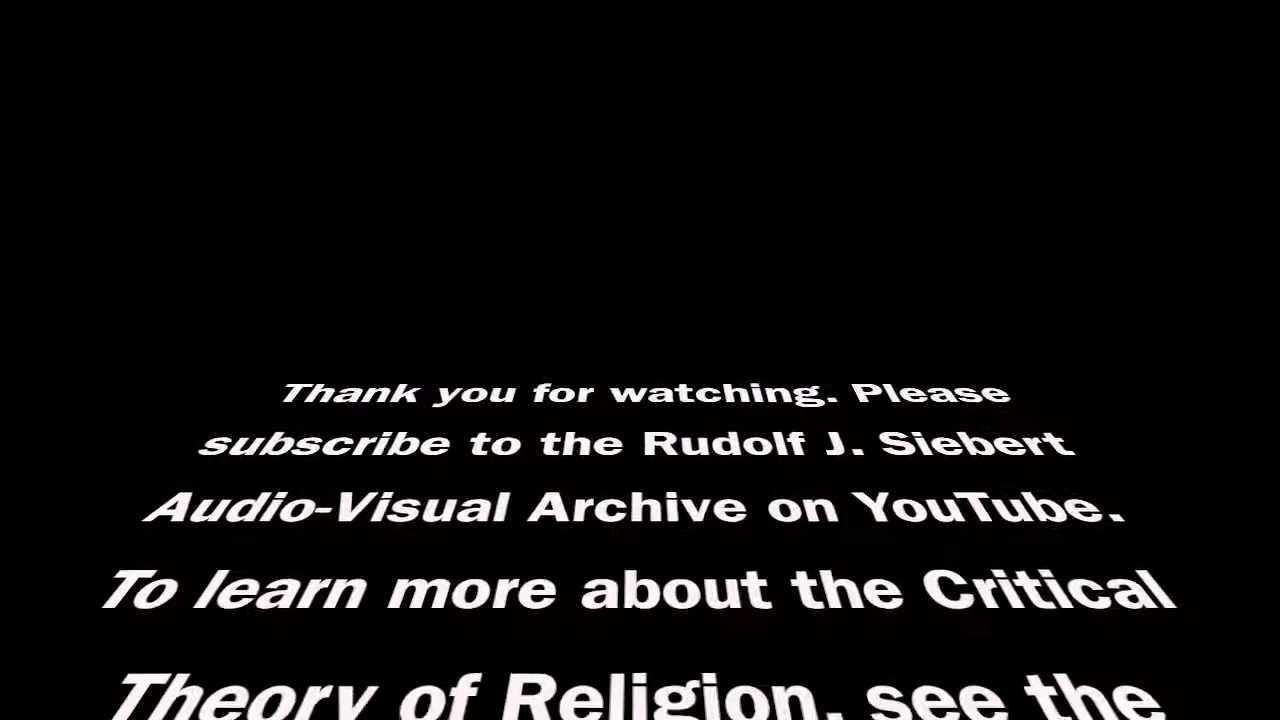 Thank you for watching. Please
subscribe to the Rudolf J. Siebert
Audio-Visual Archive on YouTube.
To learn more about the Critical
Theory of Religion, see the